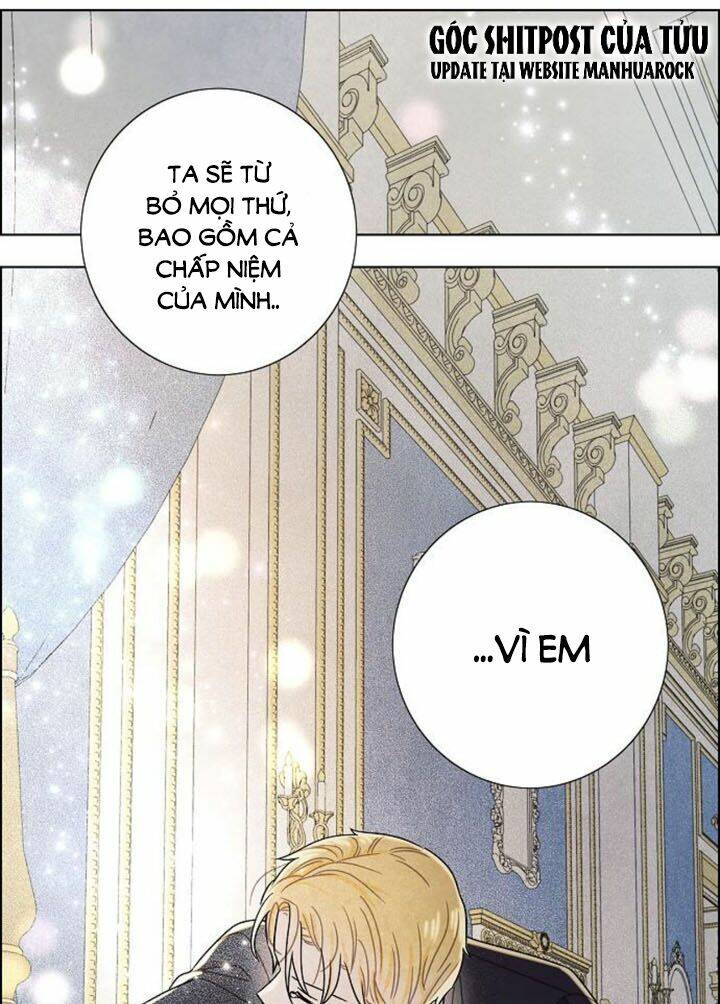 GÓC SHITPOST CỦA TỬU
UPDATE TẠI WEBSITE MANHUAROCK
TA SẼ TỪ
BỎ MỌI THỨ,
BAO GỒM CẢ
CHẤP NIỆM
CỦA MÌNH..
...VÌ EM